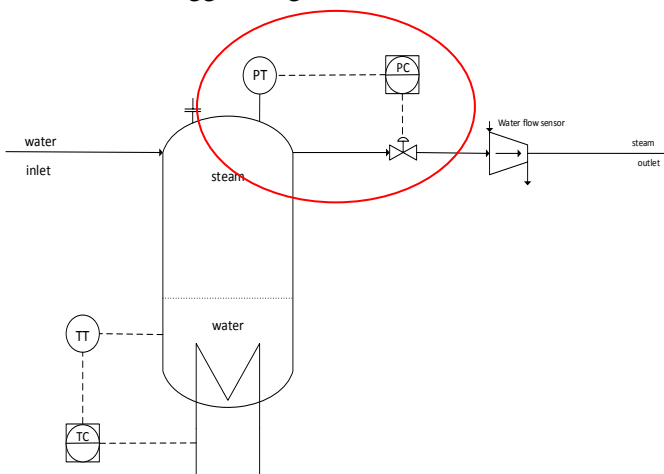 PT
PC
Water flow sensor
water
inlet
steam
steam
outlet
water
TT
TC